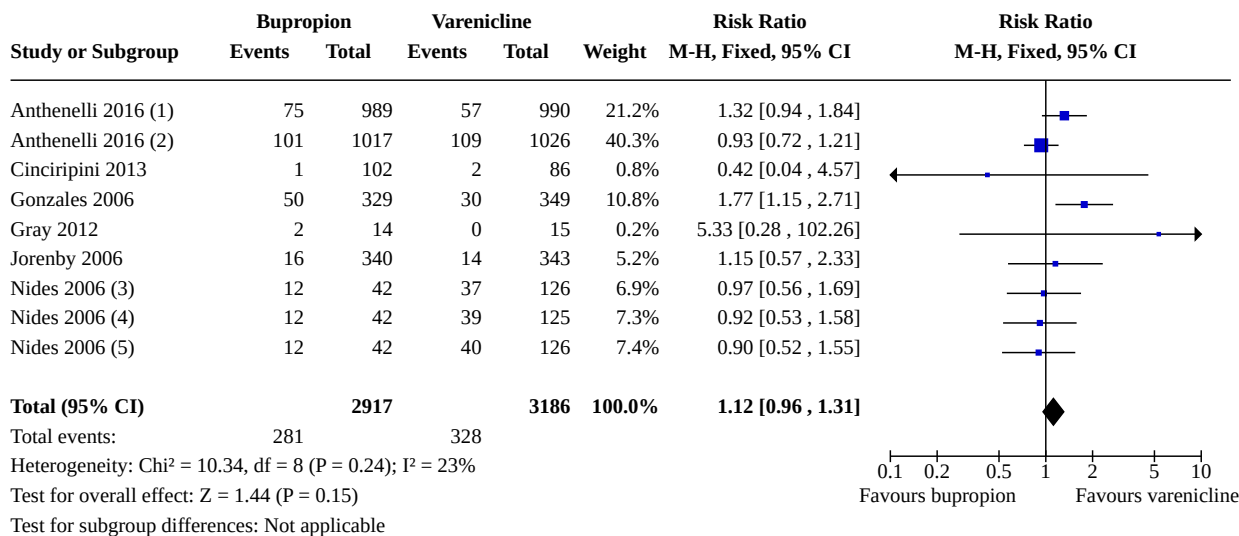 Bupropion Varenicline Risk Ratio Risk Ratio
Study or Subgroup Events Total Events Total Weight M-H, Fixed, 95% CI M-H, Fixed, 95% CI
Anthenelli 2016 (1) 75 989 57 990 21.2% 1.32 [0.94 , 1.84]
Anthenelli 2016 (2) 101 1017 109 1026 40.3% 0.93 [0.72 , 1.21]
Cinciripini 2013 1 102 2 86 0.8% 0.42 [0.04 , 4.57]
Gonzales 2006 50 329 30 349 10.8% 1.77 [1.15 , 2.71]
Gray 2012 2 14 0 15 0.2% 5.33 [0.28 , 102.26]
Jorenby 2006 16 340 14 343 5.2% 1.15 [0.57 , 2.33]
Nides 2006 (3) 12 42 37 126 6.9% 0.97 [0.56 , 1.69]
Nides 2006 (4) 12 42 39 125 7.3% 0.92 [0.53 , 1.58]
Nides 2006 (5) 12 42 40 126 7.4% 0.90 [0.52 , 1.55]
Total (95% CI) 2917 3186 100.0% 1.12 [0.96 , 1.31]
Total events: 281 328
Heterogeneity: Chi² = 10.34, df = 8 (P = 0.24); I² = 23%
0.1 0.2 0.5 1 2 5 10
Test for overall effect: Z = 1.44 (P = 0.15)
Favours bupropion Favours varenicline
Test for subgroup differences: Not applicable